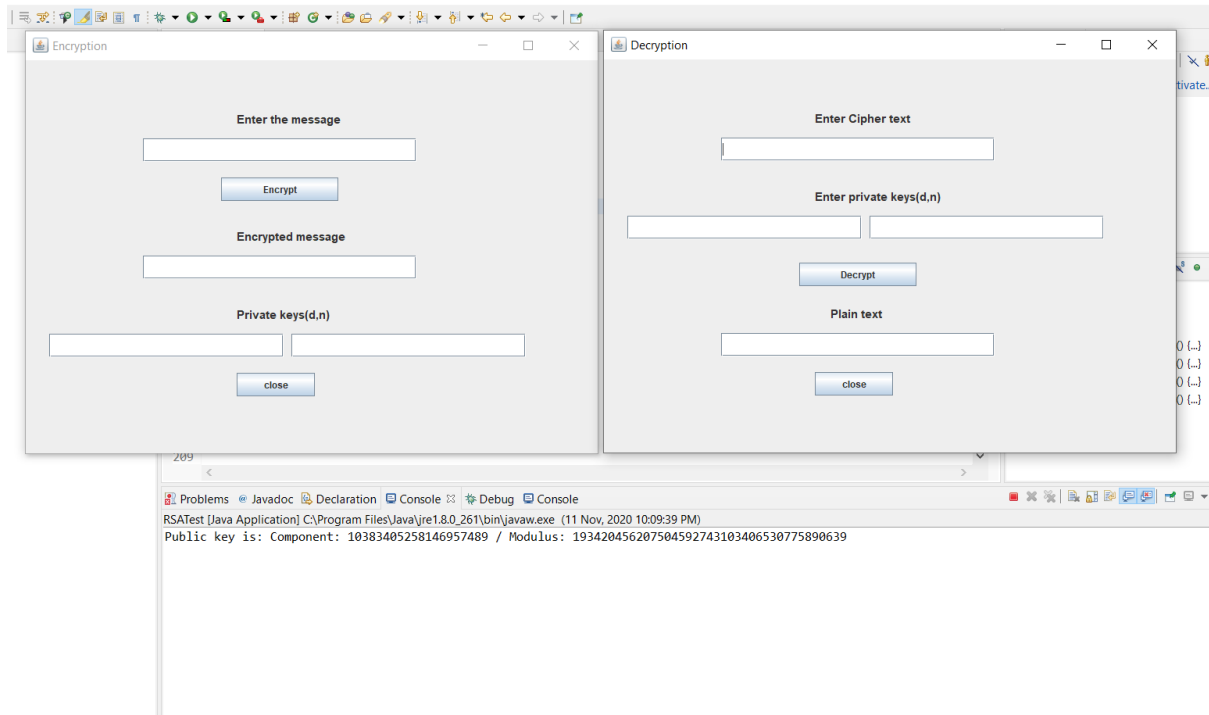 Encryption
Enter the message
Encrypt
Encrypted message
Private keys(d,n)
close
Decryption
Enter Cipher text
Enter private keys(d,n)
Decrypt
Plain text
close
tivate...
() {...}
() {...}
() {...}
() {...}
209
Problems @ Javadoc Declaration Console Debug Console
RSATest [Java Application] C:\Program Files\Java\jre1.8.0_261\bin\javaw.exe (11 Nov, 2020 10:09:39 PM)
Public key is: Component: 10383405258146957489 / Modulus: 193420456207504592743103406530775890639